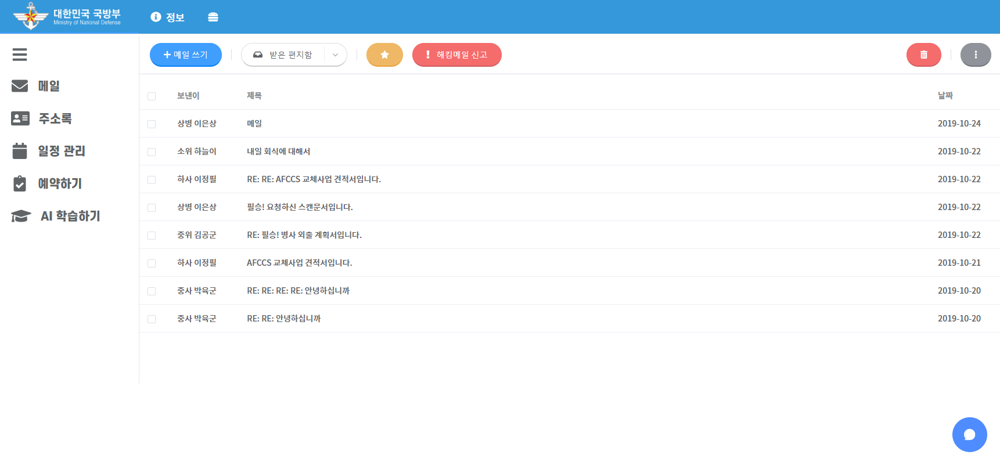 대한민국 국방부
Ministry of National Defense
정보
메일 쓰기
받은 편지함
해킹메일 신고
메일
주소록
일정 관리
예약하기
AI 학습하기
보낸이 제목 날짜
상병 이은상 메일 2019-10-24
소위 하늘이 내일 회식에 대해서 2019-10-22
하사 이정필 RE: RE: AFCCS 교체사업 견적서입니다. 2019-10-22
상병 이은상 필승! 요청하신 스캔문서입니다. 2019-10-22
중위 김공군 RE: 필승! 병사 외출 계획서입니다. 2019-10-22
하사 이정필 AFCCS 교체사업 견적서입니다. 2019-10-21
중사 박육군 RE: RE: RE: RE: 안녕하십니까 2019-10-20
중사 박육군 RE: RE: 안녕하십니까 2019-10-20